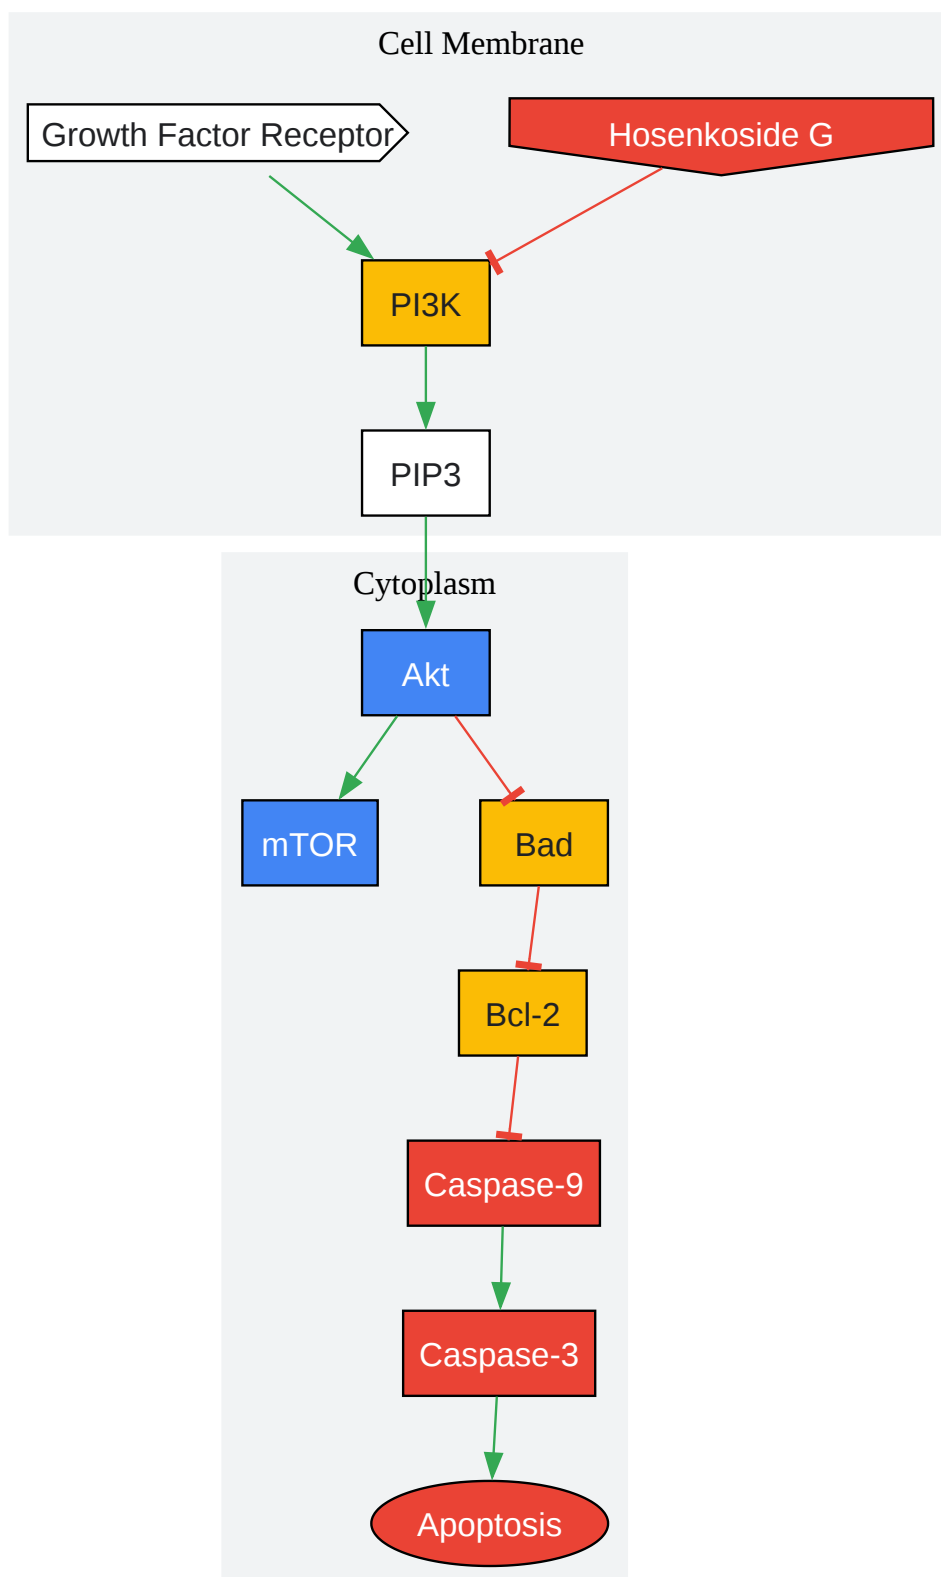 Cell Membrane
Growth Factor Receptor
Hosenkoside G
PI3K
PIP3
Cytoplasm
Akt
mTOR
Bad
Bcl-2
Caspase-9
Caspase-3
Apoptosis